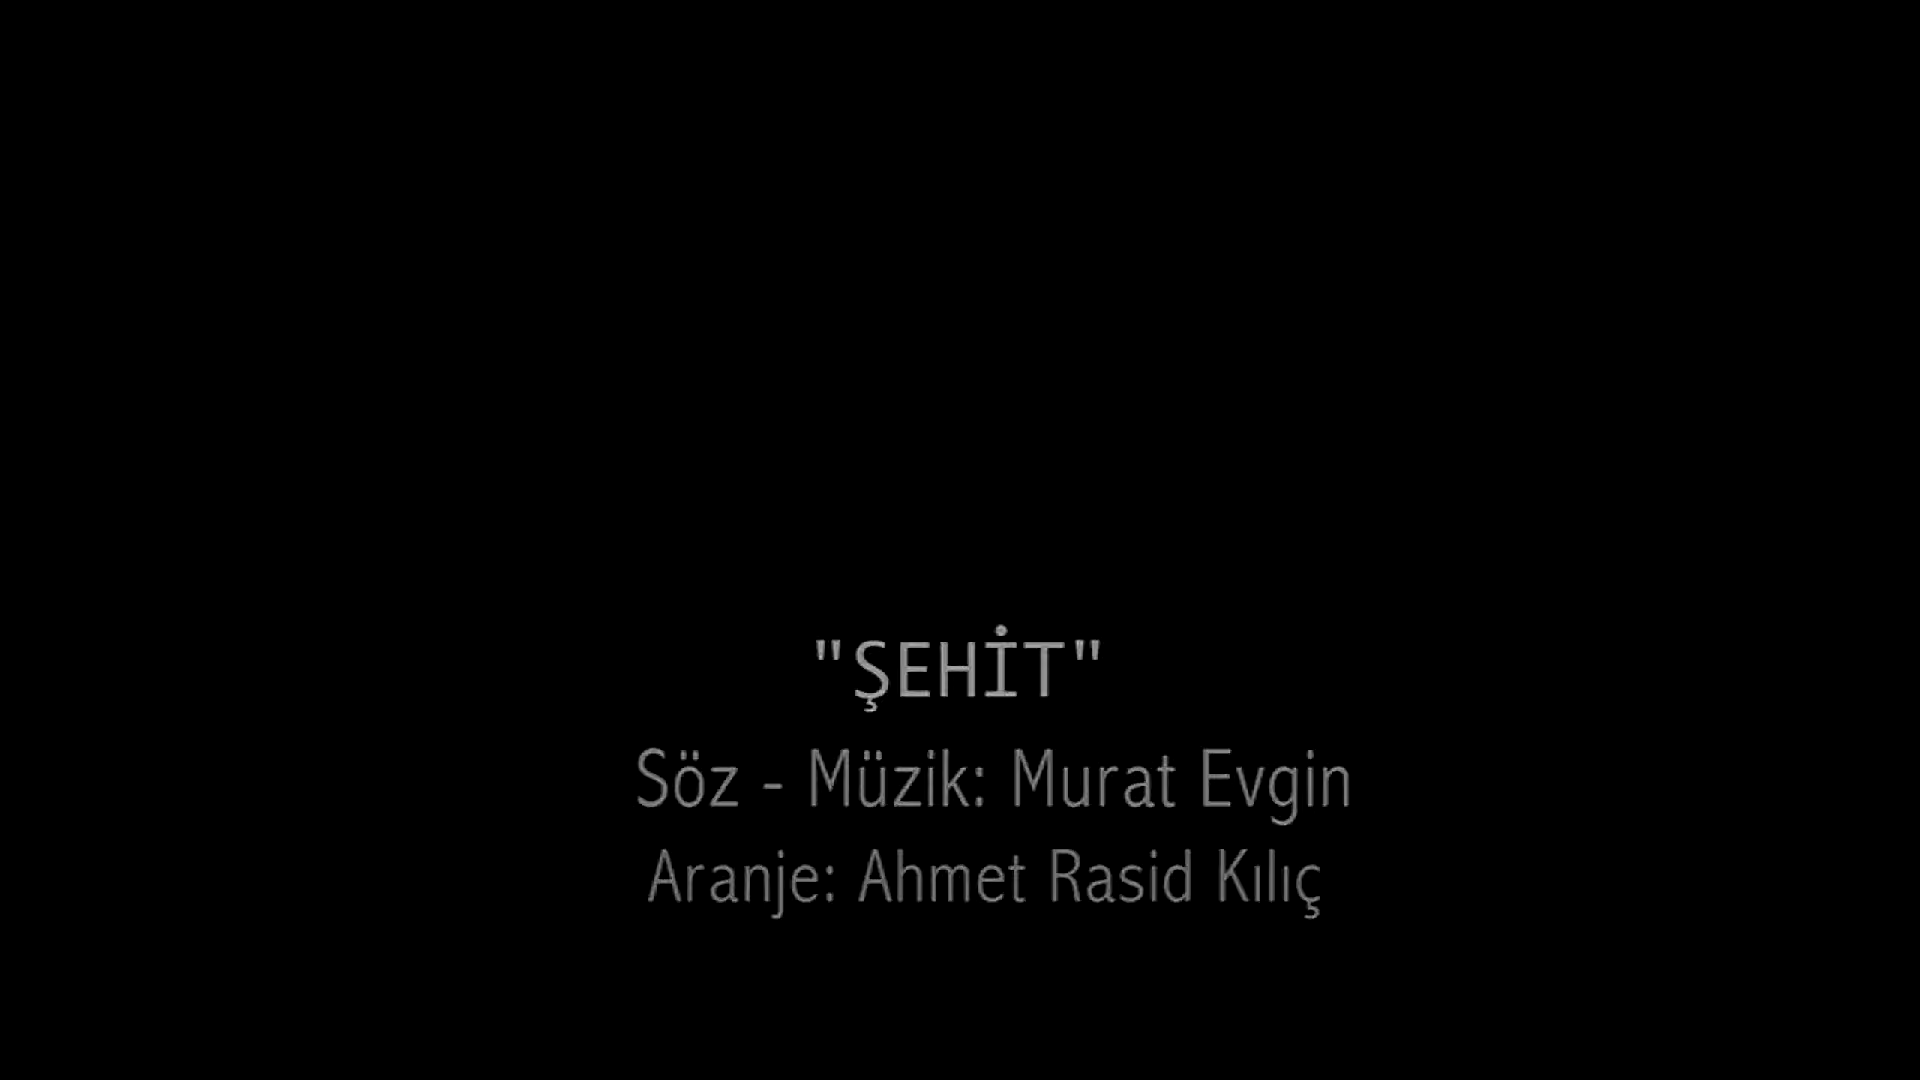 "ŞEHİT"
Söz - Müzik: Murat Evgin
Aranje: Ahmet Rasid Kılıç